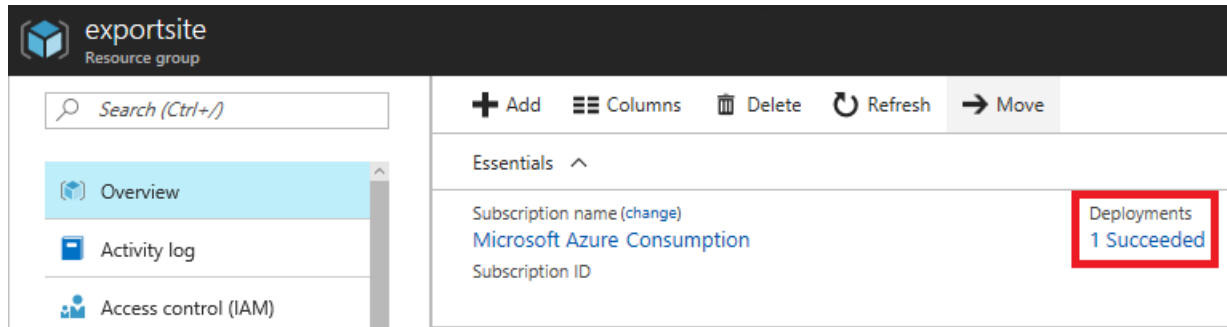 exportsite
Resource group
Search (Ctrl+/)
Add Columns Delete Refresh Move
Essentials
Overview
Activity log
Access control (IAM)
Subscription name (change)
Microsoft Azure Consumption
Subscription ID
Deployments
1 Succeeded